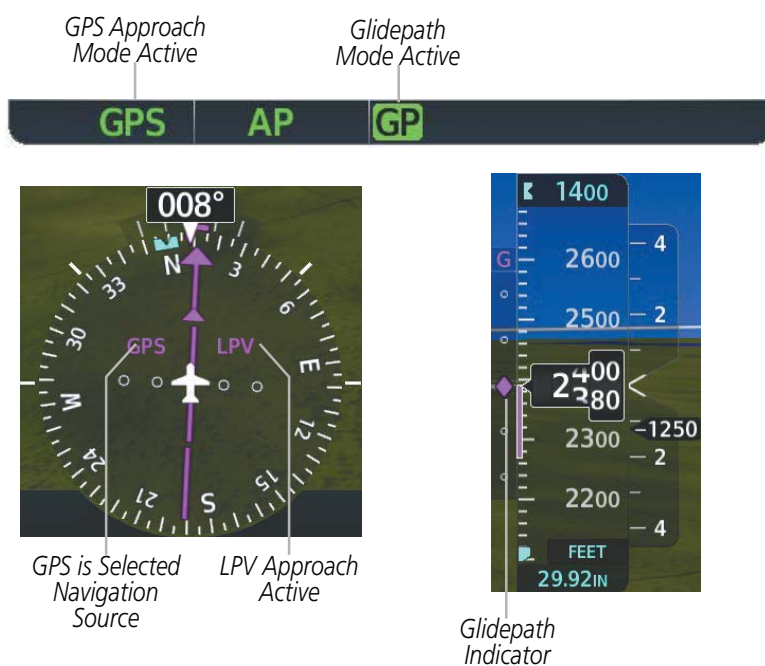 GPS Approach
Mode Active
Glidepath
Mode Active
GPS
AP
GP
008°
N
3
6
E
12
15
S
21
24
W
30
33
GPS
LPV
GPS is Selected
Navigation
Source
LPV Approach
Active
1400
G
2600
2500
2300
2200
4
2
-1250
2
4
FEET
29.92IN
Glidepath
Indicator